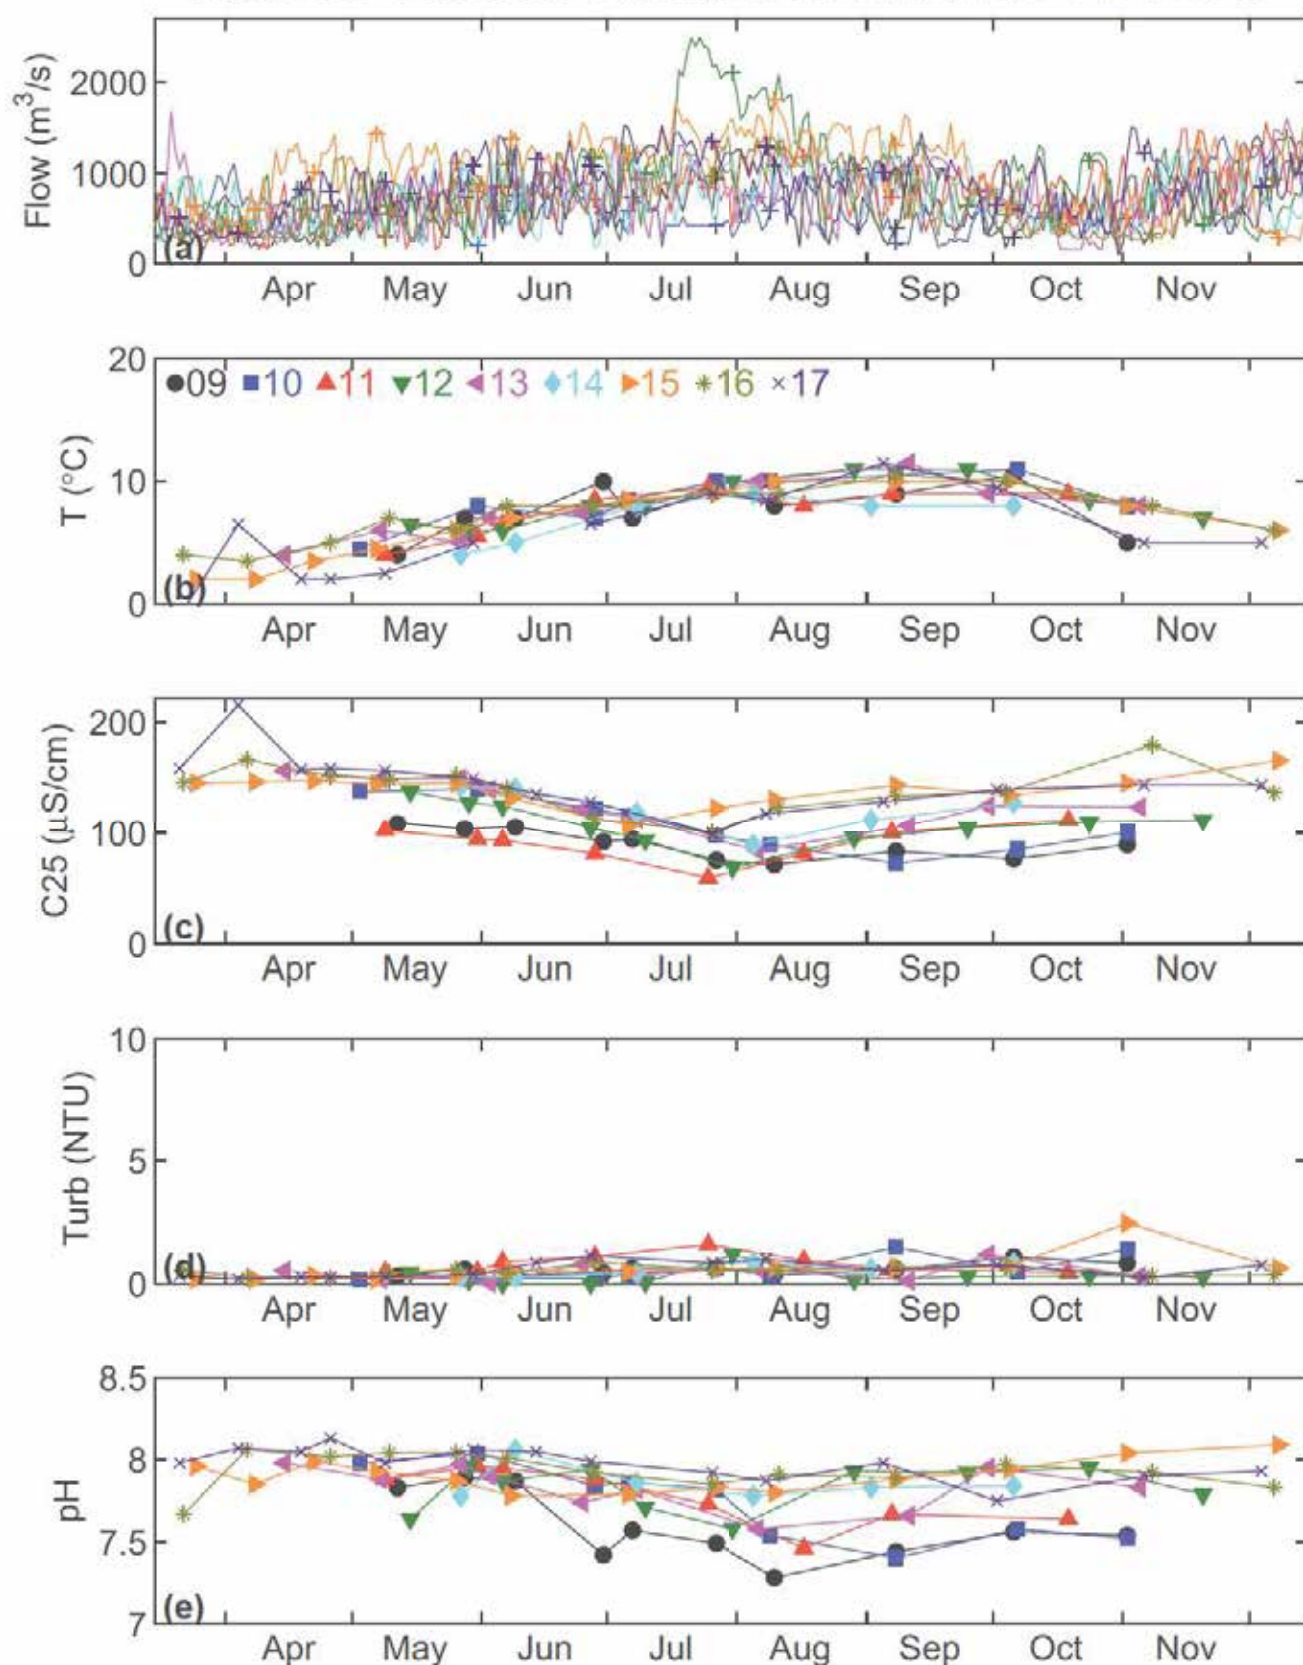 Flow (m³/s)
2000
1000
0
(a)
Apr May Jun Jul Aug Sep Oct Nov
T (°C)
20
10
0
09 10 11 12 13 14 15 16 17
(b)
Apr May Jun Jul Aug Sep Oct Nov
C25 (µS/cm)
200
100
0
(c)
Apr May Jun Jul Aug Sep Oct Nov
Turb (NTU)
10
5
0
(d)
Apr May Jun Jul Aug Sep Oct Nov
pH
8.5
8
7.5
7
(e)
Apr May Jun Jul Aug Sep Oct Nov